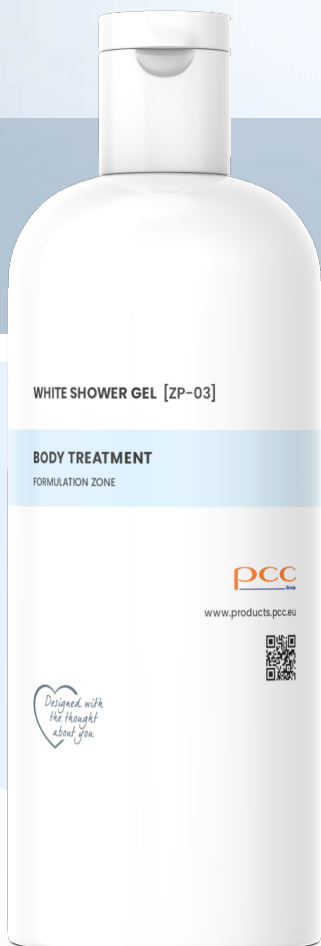 WHITE SHOWER GEL [ZP-03]
BODY TREATMENT
FORMULATION ZONE
pcc
Group
www.products.pcc.eu
Designed with
the thought
about you